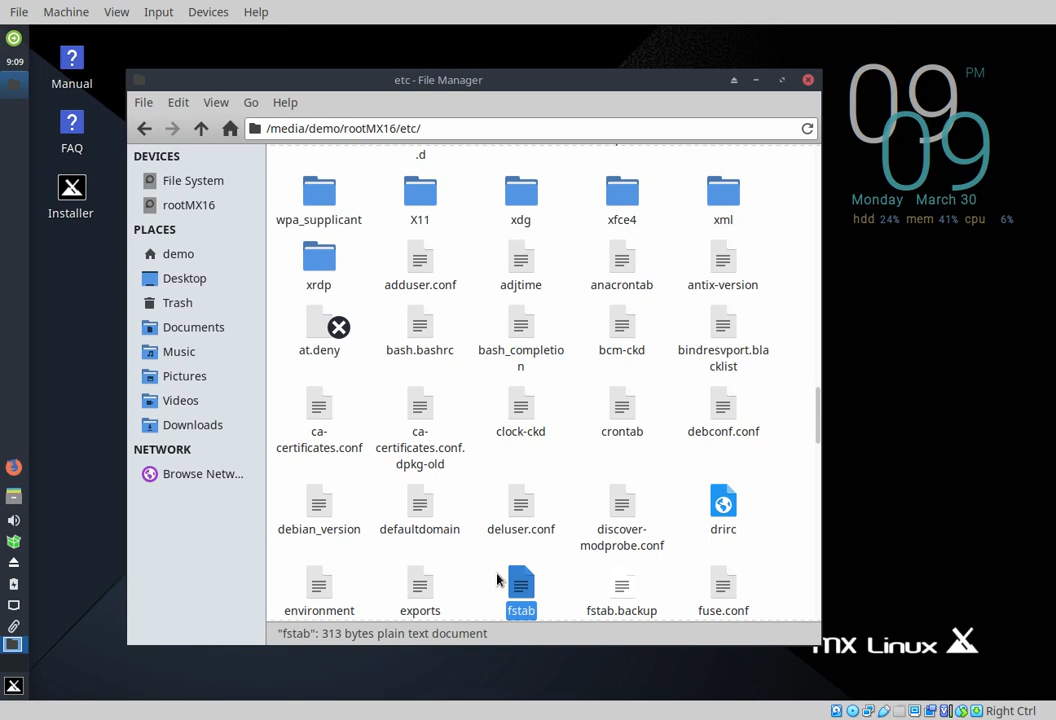 File Machine View Input Devices Help
9:09
Manual
FAQ
Installer
etc - File Manager
File Edit View Go Help
/media/demo/rootMX16/etc/
DEVICES
File System
rootMX16
PLACES
demo
Desktop
Trash
Documents
Music
Pictures
Videos
Downloads
NETWORK
Browse Netw...
.d
wpa_supplicant X11 xdg xfce4 xml
xrdp adduser.conf adjtime anacrontab antix-version
at.deny bash.bashrc bash_completio bcm-ckd bindresvport.bla
n cklist
ca- ca- clock-ckd crontab debconf.conf
certificates.conf certificates.conf.
dpkg-old
debian_version defaultdomain deluser.conf discover- drirc
modprobe.conf
environment exports fstab fstab.backup fuse.conf
"fstab": 313 bytes plain text document
09 PM
09
Monday March 30
hdd 24% mem 41% cpu 6%
MX Linux
Right Ctrl